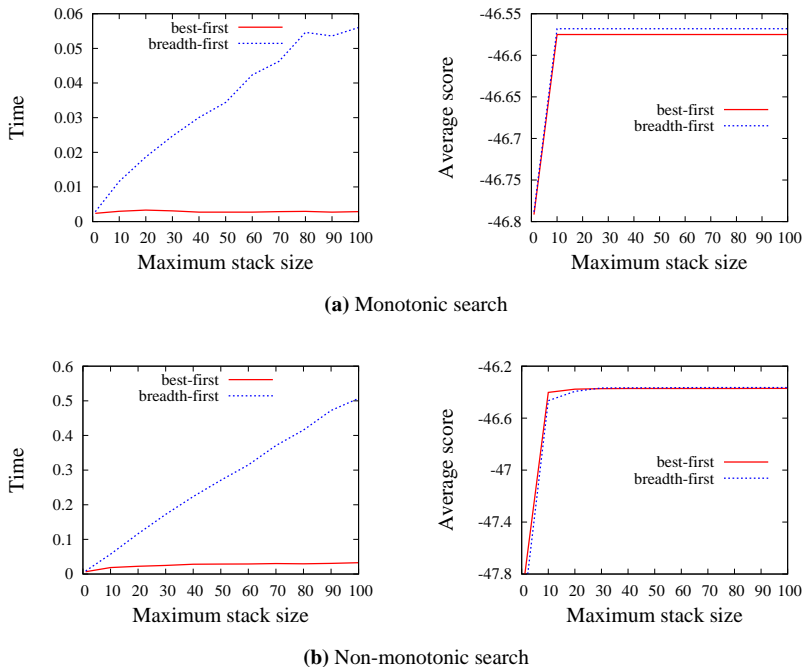 0.06
0.05
0.04
0.03
0.02
0.01
0
Time
best-first
breadth-first
0 10 20 30 40 50 60 70 80 90 100
Maximum stack size
-46.55
-46.6
-46.65
-46.7
-46.75
-46.8
Average score
best-first
breadth-first
0 10 20 30 40 50 60 70 80 90 100
Maximum stack size
(a) Monotonic search
0.6
0.5
0.4
0.3
0.2
0.1
0
Time
best-first
breadth-first
0 10 20 30 40 50 60 70 80 90 100
Maximum stack size
-46.2
-46.6
-47
-47.4
-47.8
Average score
best-first
breadth-first
0 10 20 30 40 50 60 70 80 90 100
Maximum stack size
(b) Non-monotonic search